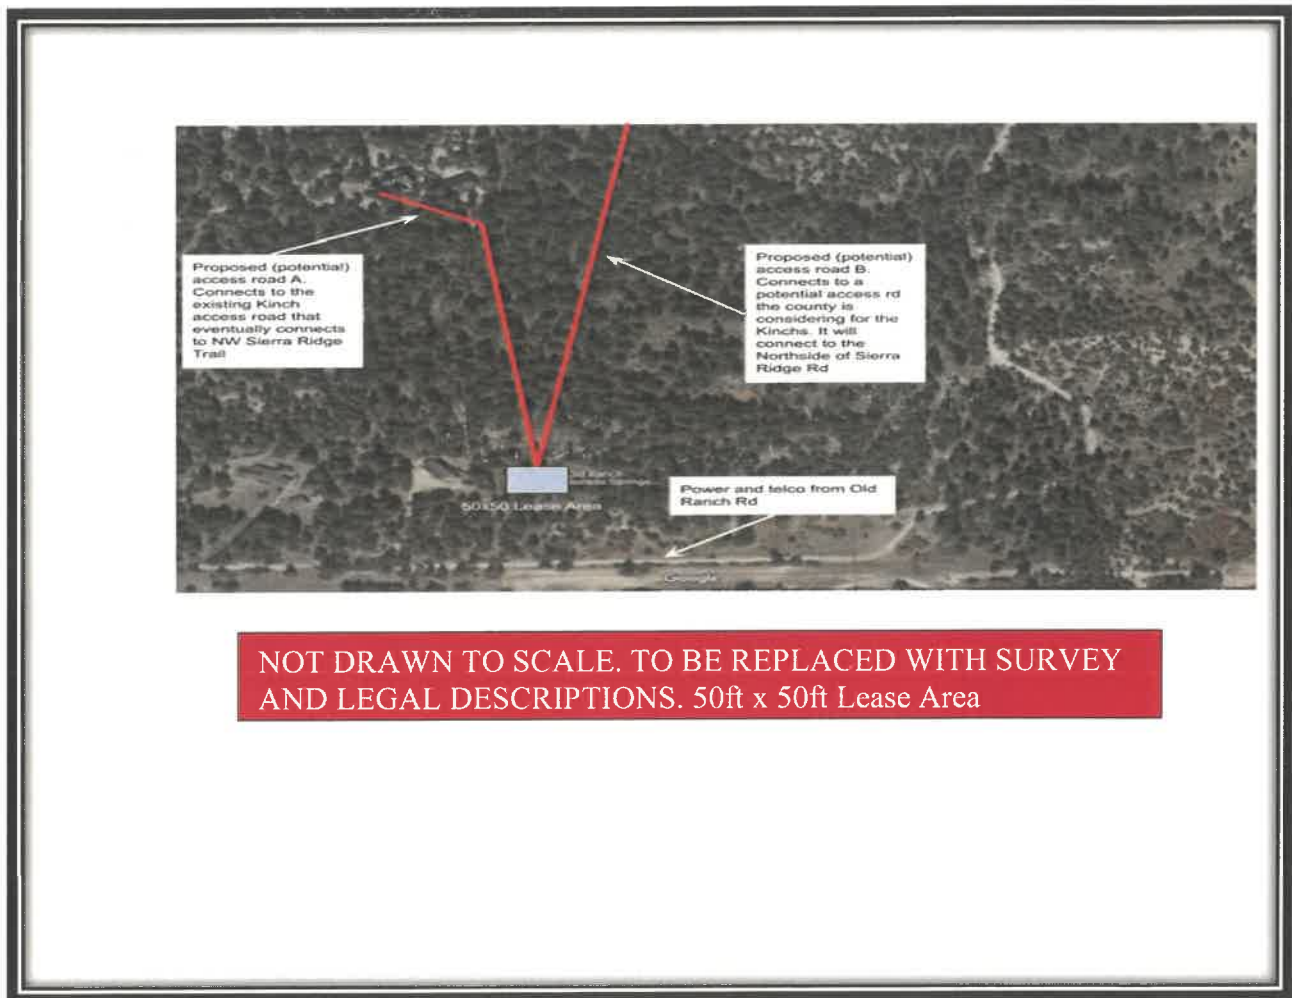 Proposed (potential)
access road A.
Connects to the
existing Kinch
access road that
eventually connects
to NW Sierra Ridge
Trail
Proposed (potential)
access road B.
Connects to a
potential access rd
the county is
considering for the
Kinchs. It will
connect to the
Northside of Sierra
Ridge Rd
50x50 Lease Area
Power and telco from Old
Ranch Rd
Google
NOT DRAWN TO SCALE. TO BE REPLACED WITH SURVEY
AND LEGAL DESCRIPTIONS. 50ft x 50ft Lease Area